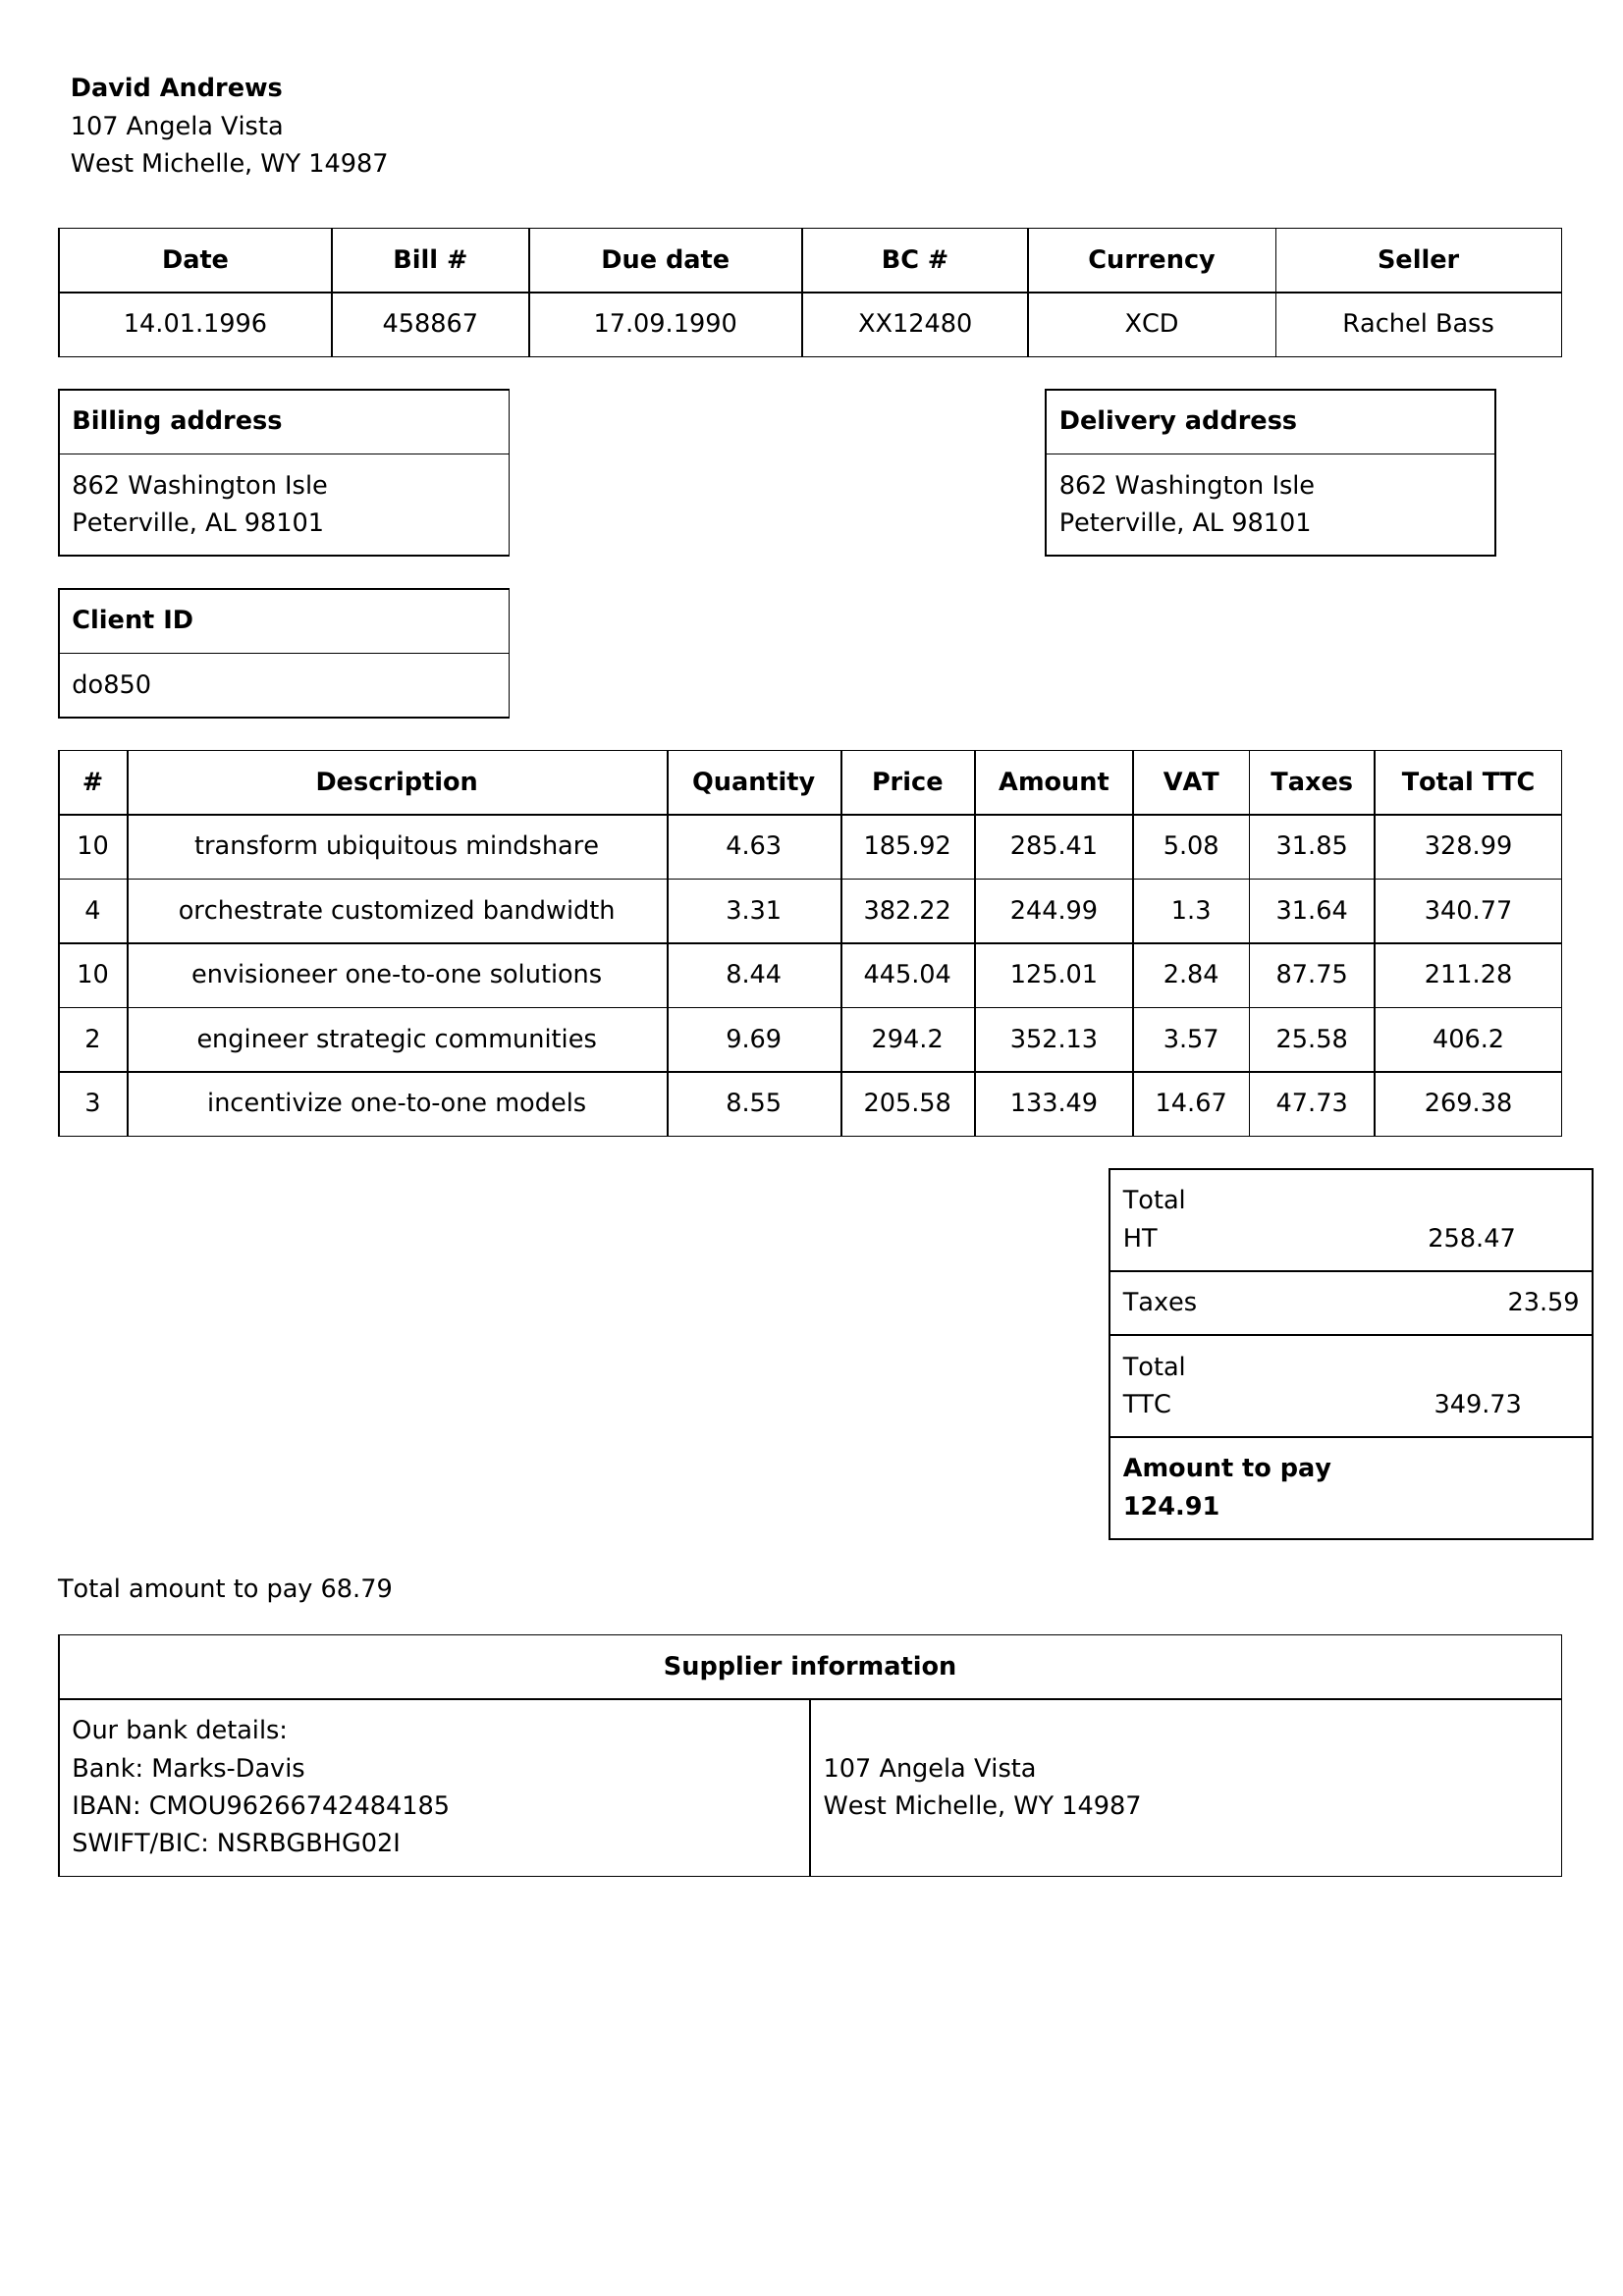 David Andrews
107 Angela Vista
West Michelle, WY 14987
Date Bill # Due date BC # Currency Seller
14.01.1996 458867 17.09.1990 XX12480 XCD Rachel Bass
Billing address
862 Washington Isle
Peterville, AL 98101
Delivery address
862 Washington Isle
Peterville, AL 98101
Client ID
do850
# Description Quantity Price Amount VAT Taxes Total TTC
10 transform ubiquitous mindshare 4.63 185.92 285.41 5.08 31.85 328.99
4 orchestrate customized bandwidth 3.31 382.22 244.99 1.3 31.64 340.77
10 envisioneer one-to-one solutions 8.44 445.04 125.01 2.84 87.75 211.28
2 engineer strategic communities 9.69 294.2 352.13 3.57 25.58 406.2
3 incentivize one-to-one models 8.55 205.58 133.49 14.67 47.73 269.38
Total
HT 258.47
Taxes 23.59
Total
TTC 349.73
Amount to pay
124.91
Total amount to pay 68.79
Supplier information
Our bank details:
Bank: Marks-Davis
IBAN: CMOU96266742484185
SWIFT/BIC: NSRBGBHG02I
107 Angela Vista
West Michelle, WY 14987